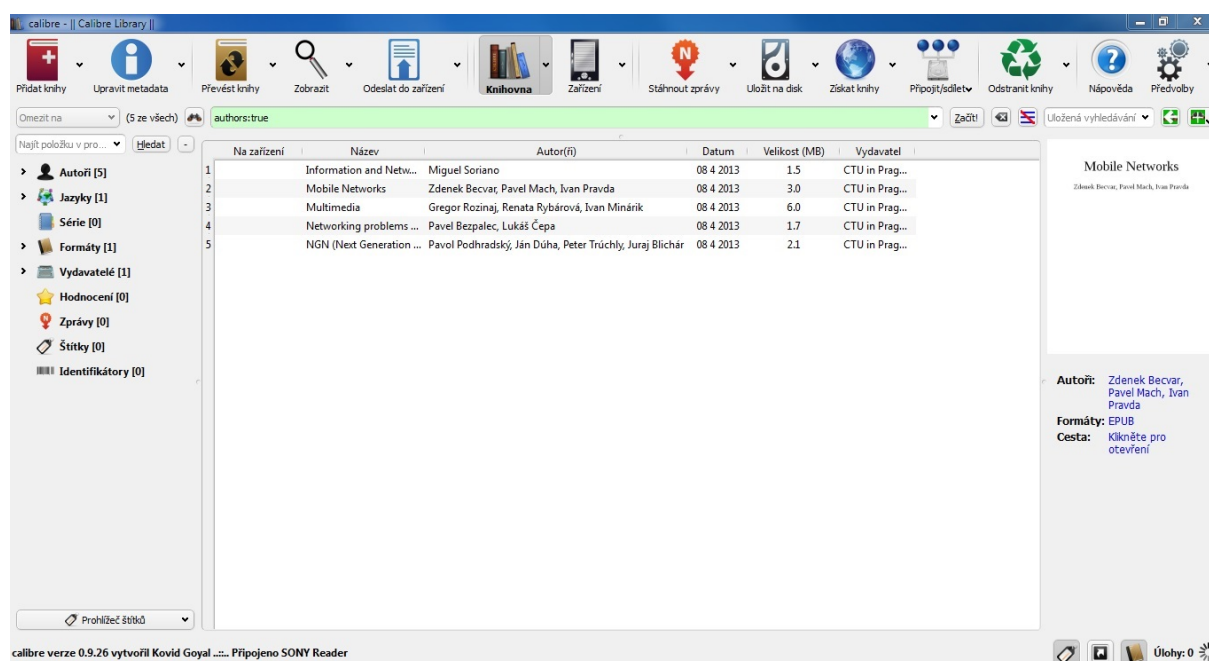 calibre - || Calibre Library ||
Přidat knihy Upravit metadata Převést knihy Zobrazit Odeslat do zařízení Knihovna Zařízení Stáhnout zprávy Uložit na disk Získat knihy Připojit/sdílet Odstranit knihy Nápověda Předvolby
Omezit na (5 ze všech) authors:true Začít! Uložená vyhledávání
Najít položku v pro... Hledat -
Na zařízení Název Autor(ři) Datum Velikost (MB) Vydavatel
1 Information and Netw... Miguel Soriano 08 4 2013 1.5 CTU in Prag...
2 Mobile Networks Zdenek Becvar, Pavel Mach, Ivan Pravda 08 4 2013 3.0 CTU in Prag...
3 Multimedia Gregor Rozinaj, Renata Rybárová, Ivan Minárik 08 4 2013 6.0 CTU in Prag...
4 Networking problems ... Pavel Bezpalec, Lukáš Čepa 08 4 2013 1.7 CTU in Prag...
5 NGN (Next Generation ... Pavol Podhradský, Ján Dúha, Peter Trúchly, Juraj Blichár 08 4 2013 2.1 CTU in Prag...
Autoři [5]
Jazyky [1]
Série [0]
Formáty [1]
Vydavatelé [1]
Hodnocení [0]
Zprávy [0]
Štítky [0]
Identifikátory [0]
Mobile Networks
Zdenek Becvar, Pavel Mach, Ivan Pravda
Autoři: Zdenek Becvar,
Pavel Mach, Ivan
Pravda
Formáty: EPUB
Cesta: Klikněte pro
otevření
Prohlížeč štítků
calibre verze 0.9.26 vytvořil Kovid Goyal ..::.. Připojeno SONY Reader
Úlohy: 0